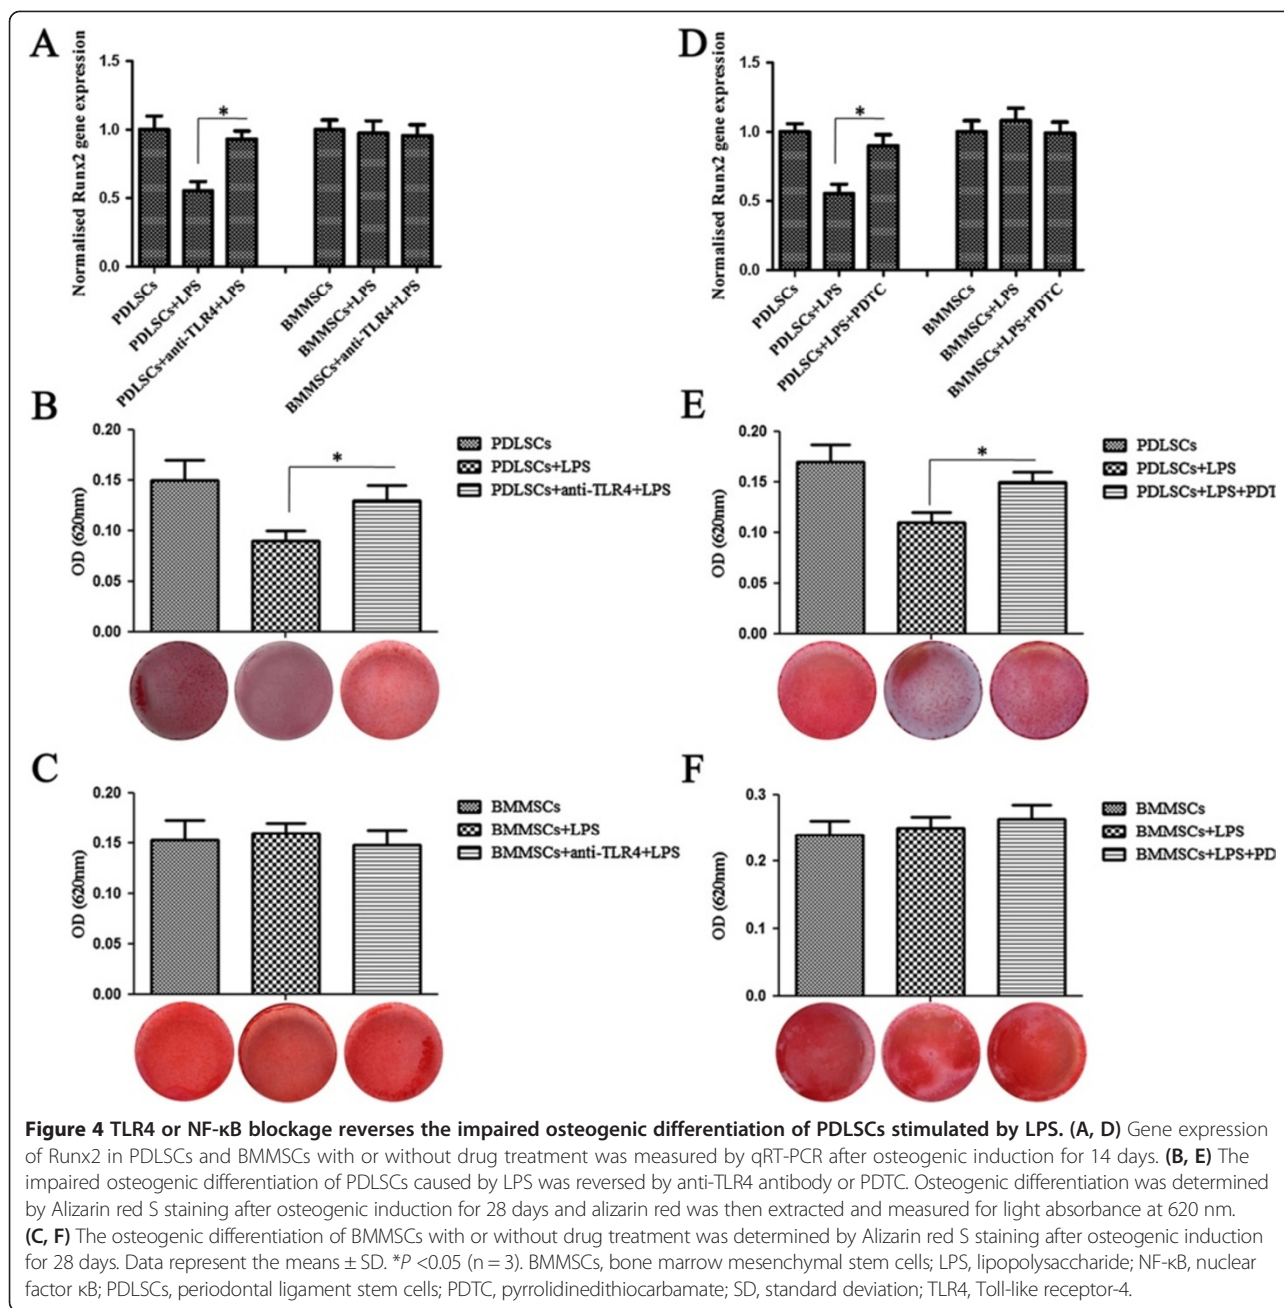 A
Normalised Runx2 gene expression
1.5
1.0
0.5
0.0
*
PDLSCs
PDLSCs+LPS
PDLSCs+anti-TLR4+LPS
BMMSCs
BMMSCs+LPS
BMMSCs+anti-TLR4+LPS
D
Normalised Runx2 gene expression
1.5
1.0
0.5
0.0
*
PDLSCs
PDLSCs+LPS
PDLSCs+LPS+PDTC
BMMSCs
BMMSCs+LPS
BMMSCs+LPS+PDTC
B
OD (620nm)
0.20
0.15
0.10
0.05
0.00
*
PDLSCs
PDLSCs+LPS
PDLSCs+anti-TLR4+LPS
E
OD (620nm)
0.20
0.15
0.10
0.05
0.00
*
PDLSCs
PDLSCs+LPS
PDLSCs+LPS+PDT
C
OD (620nm)
0.20
0.15
0.10
0.05
0.00
BMMSCs
BMMSCs+LPS
BMMSCs+anti-TLR4+LPS
F
OD (620nm)
0.3
0.2
0.1
0.0
BMMSCs
BMMSCs+LPS
BMMSCs+LPS+PD
Figure 4 TLR4 or NF-κB blockage reverses the impaired osteogenic differentiation of PDLSCs stimulated by LPS. (A, D) Gene expression
of Runx2 in PDLSCs and BMMSCs with or without drug treatment was measured by qRT-PCR after osteogenic induction for 14 days. (B, E) The
impaired osteogenic differentiation of PDLSCs caused by LPS was reversed by anti-TLR4 antibody or PDTC. Osteogenic differentiation was determined
by Alizarin red S staining after osteogenic induction for 28 days and alizarin red was then extracted and measured for light absorbance at 620 nm.
(C, F) The osteogenic differentiation of BMMSCs with or without drug treatment was determined by Alizarin red S staining after osteogenic induction
for 28 days. Data represent the means ± SD. *P <0.05 (n = 3). BMMSCs, bone marrow mesenchymal stem cells; LPS, lipopolysaccharide; NF-κB, nuclear
factor κB; PDLSCs, periodontal ligament stem cells; PDTC, pyrrolidinedithiocarbamate; SD, standard deviation; TLR4, Toll-like receptor-4.